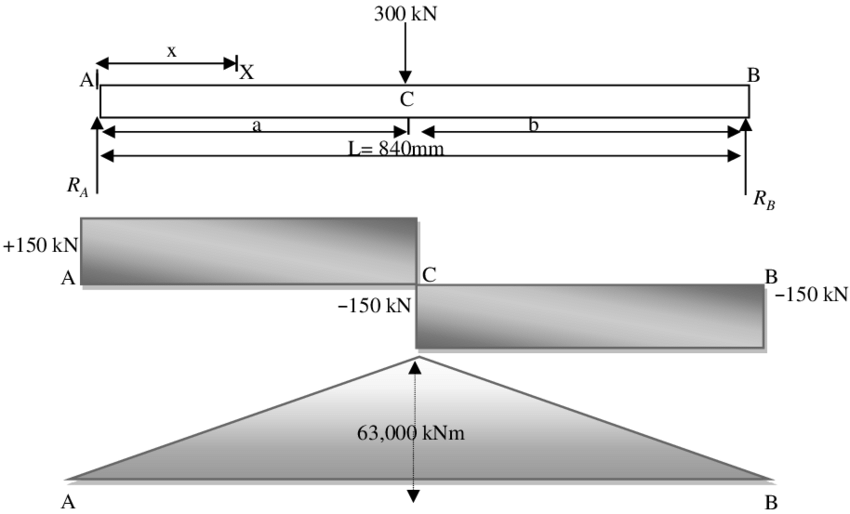 300 kN
x
A
X
B
C
a
b
L= 840mm
R_A
R_B
+150 kN
A
C
B
−150 kN
−150 kN
63,000 kNm
A
B